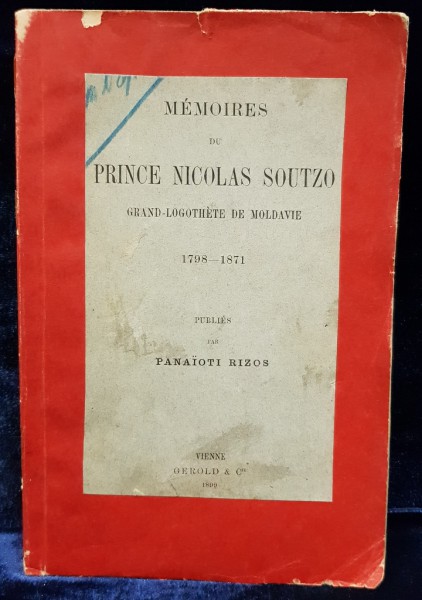 MÉMOIRES
DU
PRINCE NICOLAS SOUTZO
GRAND-LOGOTHÈTE DE MOLDAVIE
1798—1871
PUBLIÉS
PAR
PANAÏOTI RIZOS
VIENNE
GEROLD & Cie
1899